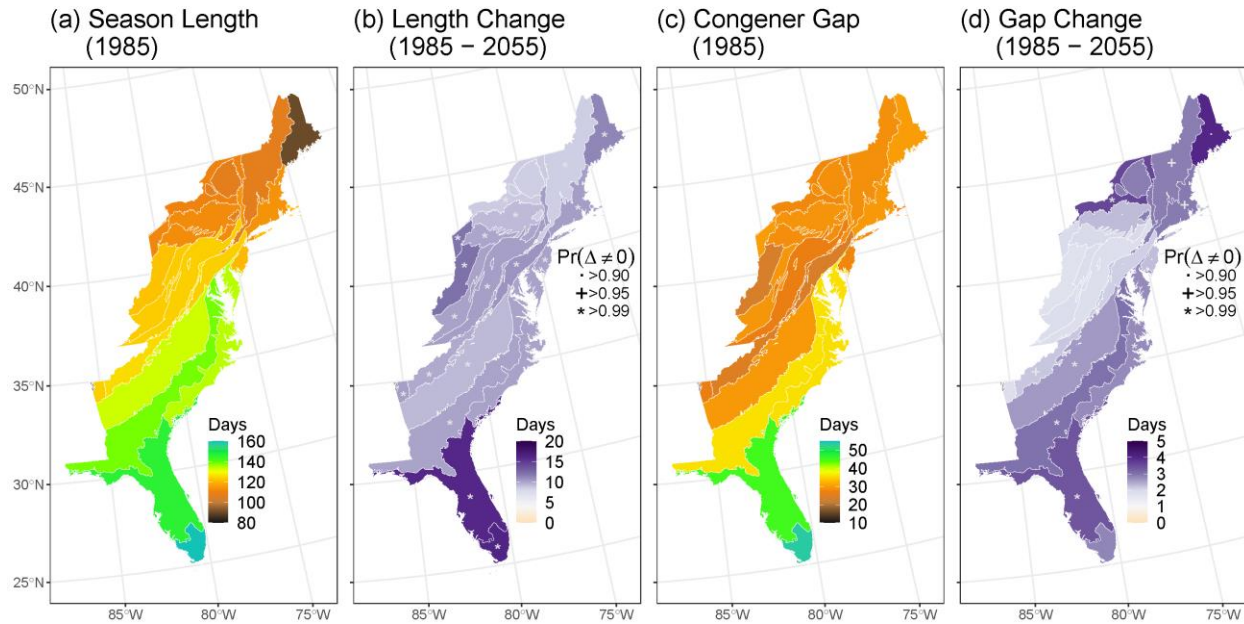 (a) Season Length
(1985)
(b) Length Change
(1985 − 2055)
(c) Congener Gap
(1985)
(d) Gap Change
(1985 − 2055)
50°N
45°N
40°N
35°N
30°N
25°N
Days
160
140
120
100
80
85°W
80°W
75°W
Pr(Δ ≠ 0)
· >0.90
+ >0.95
* >0.99
Days
20
15
10
5
0
85°W
80°W
75°W
Days
50
40
30
20
10
85°W
80°W
75°W
Pr(Δ ≠ 0)
· >0.90
+ >0.95
* >0.99
Days
5
4
3
2
1
0
85°W
80°W
75°W